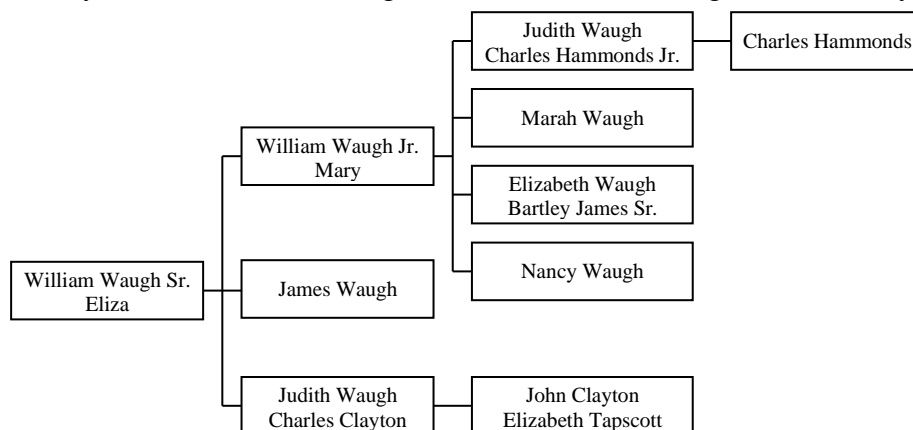 Judith Waugh
Charles Hammonds Jr.
Charles Hammonds
Marah Waugh
William Waugh Jr.
Mary
Elizabeth Waugh
Bartley James Sr.
William Waugh Sr.
Eliza
James Waugh
Nancy Waugh
Judith Waugh
Charles Clayton
John Clayton
Elizabeth Tapscott